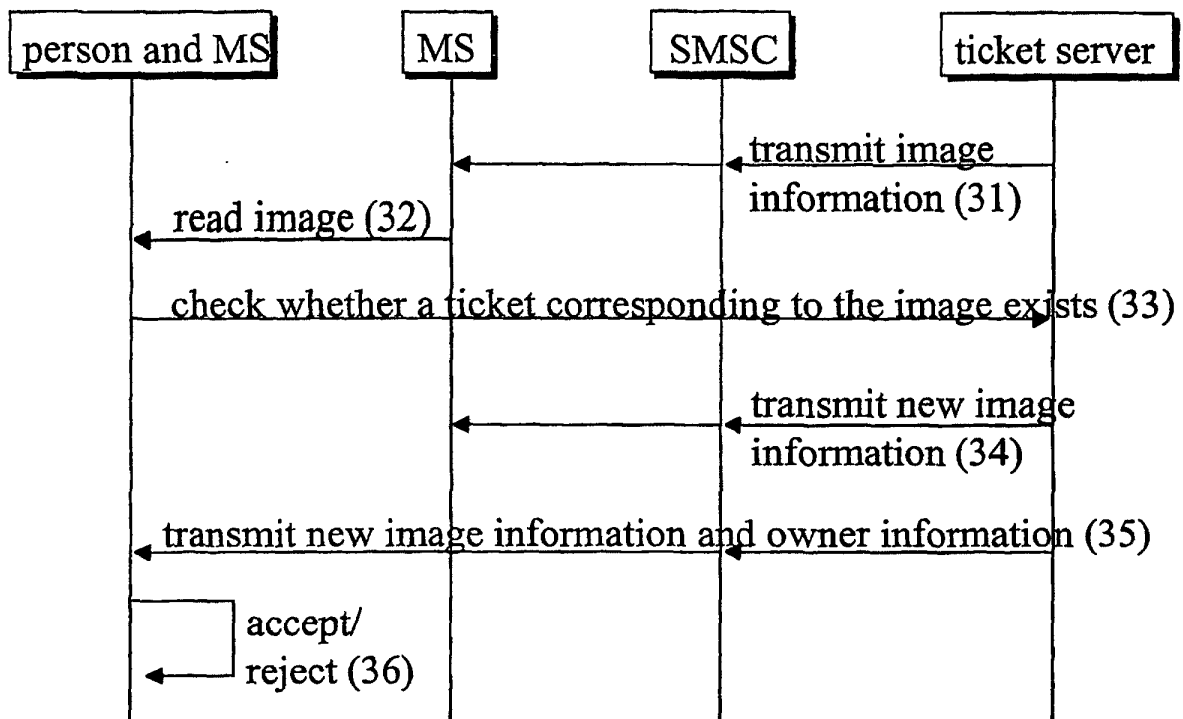 person and MS
MS
SMSC
ticket server
transmit image
information (31)
read image (32)
check whether a ticket corresponding to the image exists (33)
transmit new image
information (34)
transmit new image information and owner information (35)
accept/
reject (36)